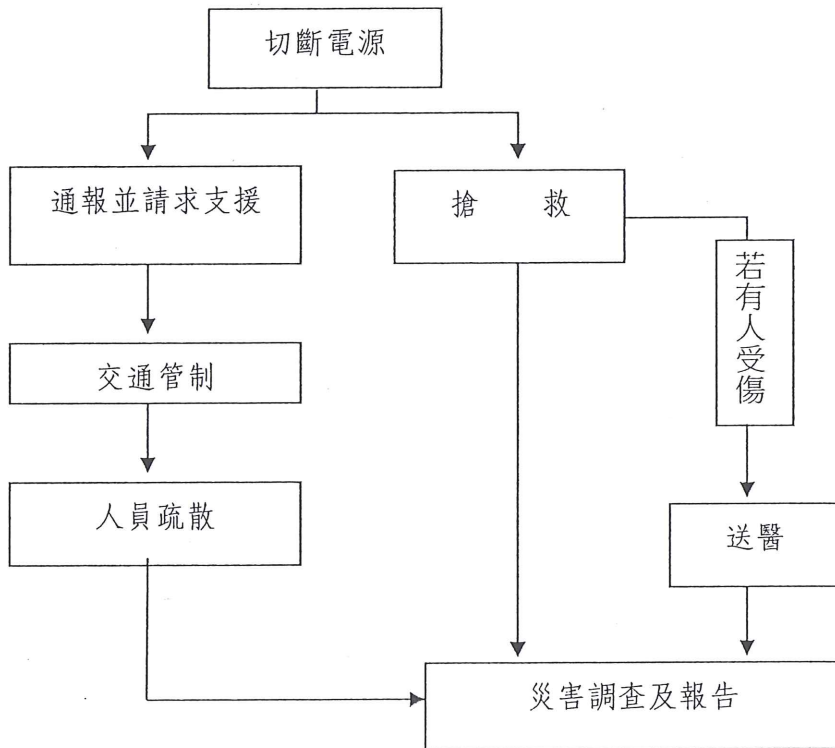 切斷電源
通報並請求支援
搶救
若有人受傷
交通管制
人員疏散
送醫
災害調查及報告